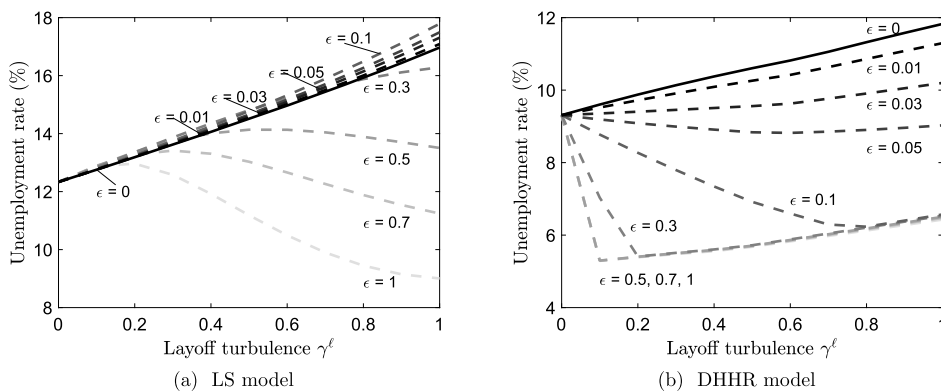 18
16
14
12
10
8
Unemployment rate (%)
ϵ = 0.1
ϵ = 0.05
ϵ = 0.03
ϵ = 0.01
ϵ = 0
ϵ = 0.3
ϵ = 0.5
ϵ = 0.7
ϵ = 1
0 0.2 0.4 0.6 0.8 1
Layoff turbulence γ^ℓ
(a) LS model
12
10
8
6
4
Unemployment rate (%)
ϵ = 0
ϵ = 0.01
ϵ = 0.03
ϵ = 0.05
ϵ = 0.1
ϵ = 0.3
ϵ = 0.5, 0.7, 1
0 0.2 0.4 0.6 0.8 1
Layoff turbulence γ^ℓ
(b) DHHR model